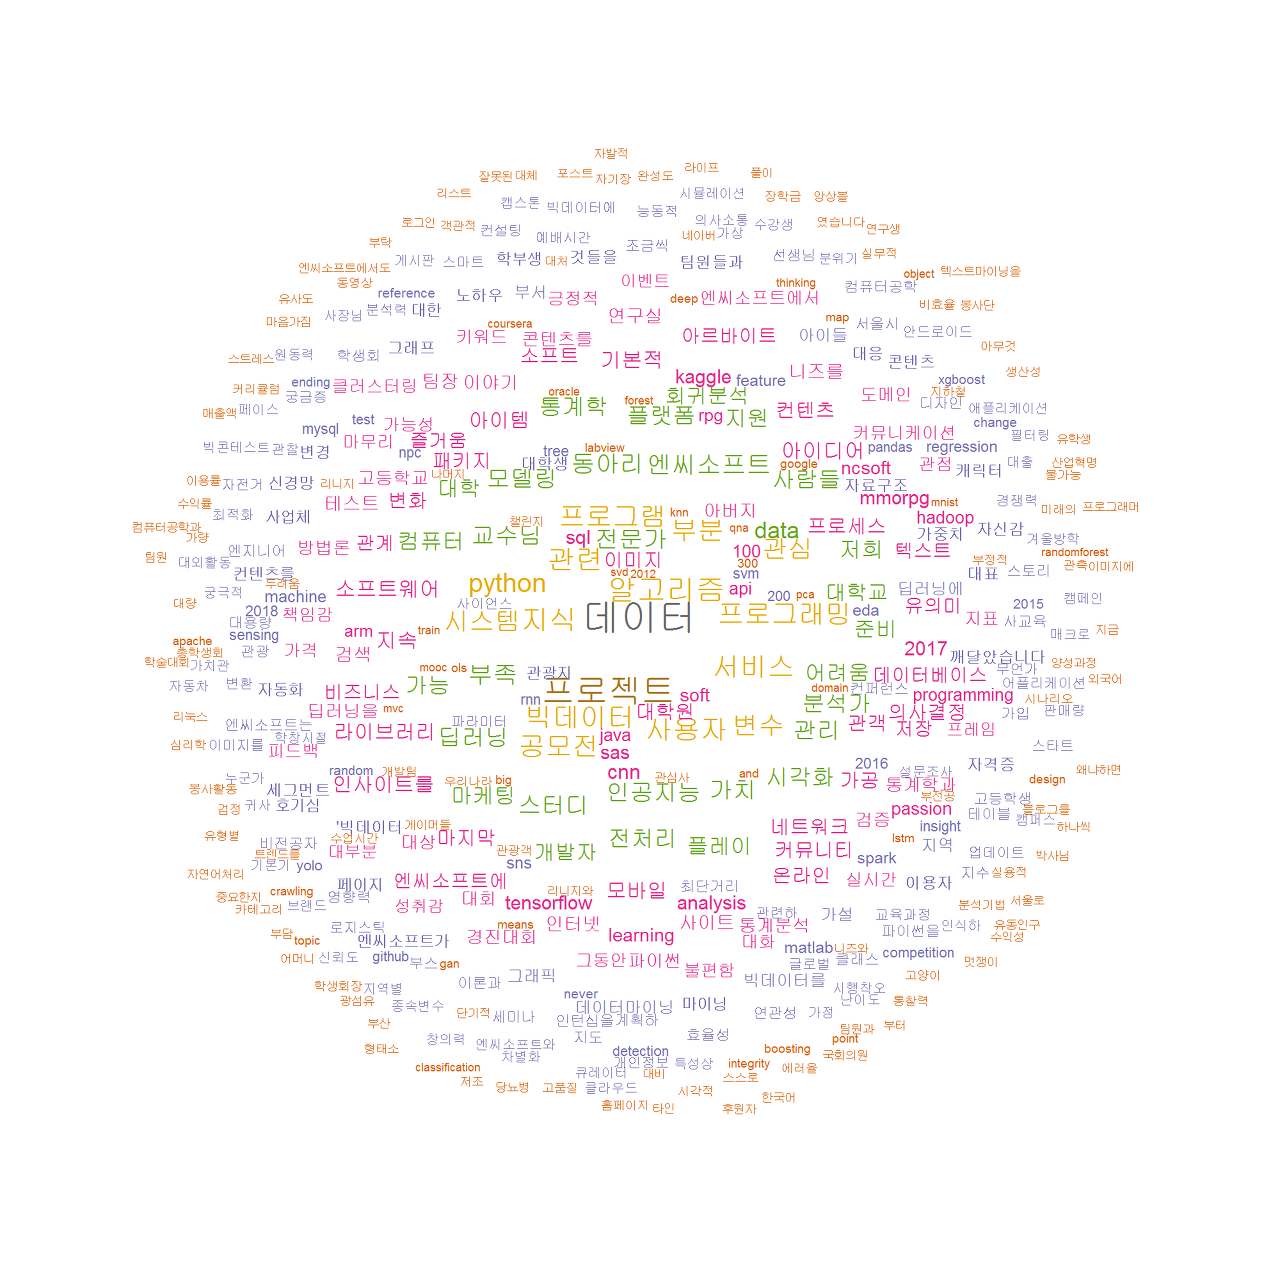 자발적
잘못된 대체 포스트 자기장 완성도 라이프 풀이
리스트 캡스톤 빅데이터에 능동적 시뮬레이션 장학금 앙상블
로그인 객관적 컨설팅 예배시간 조금씩 의사소통 수강생 였습니다 연구생
부탁 네이버 가상
엔씨소프트에서도 게시판 스마트 학부생 대처 것들을 팀원들과 선생님 분위기 실무적
동영상 이벤트 thinking 컴퓨터공학 object 텍스트마이닝을
유사도 reference 노하우 부서 긍정적 deep 엔씨소프트에서 비효율 봉사단
마음가짐 사장님 분석력 대한 coursera 연구실 map 서울시 안드로이드
스트레스 원동력 학생회 그래프 키워드 콘텐츠를 아르바이트 아이들 대응 콘텐츠 아무것
소프트 기본적
커리큘럼 ending 클러스터링 팀장 이야기 kaggle feature 니즈를 도메인 xgboost 생산성
궁금증 oracle 통계학 forest 회귀분석 지하철
매출액 페이스 test 가능성 아이템 플랫폼 rpg 지원 컨텐츠 디자인 애플리케이션
mysql 커뮤니케이션 change 필터링 유학생
빅콘테스트 관찰 변경 npc 마무리 즐거움 tree labview 아이디어 pandas regression
고등학교 나머지 패키지 대학생 동아리 엔씨소프트 google ncsoft 관점 캐릭터 대출 산업혁명
이용률 자전거 신경망 리니지 대학 모델링 사람들 자료구조 불가능
수익률 테스트 변화 mmorpg mnist 경쟁력 미래의 프로그래머
최적화 사업체 챌린지 프로그램 knn 아버지 hadoop
컴퓨터공학과 가량 교수님 sql 전문가 부분 qna data 프로세스 가중치 자신감 겨울방학
팀원 대외활동 엔지니어 방법론 관계 컴퓨터 관련 이미지 100 관심 저희 텍스트 부정적 randomforest
컨텐츠를 svd 2012 300 svm 대표 스토리 관측 이미지에
궁극적 두려움 machine 소프트웨어 python 알고리즘 api 200 pca 대학교 딥러닝에 캠페인
대량 2018 책임감 사이언스 데이터 프로그래밍 eda 유의미 2015
대용량 시스템 지식 지표 사교육
apache sensing arm 지속 train 준비 매크로 지금
총학생회 관광 가격 검색 2017 깨달았습니다
학술대회 가치관 mooc ols 관광지 서비스 어려움 데이터베이스 무언가 양성과정
자동차 변환 자동화 비즈니스 가능 부족 rnn 프로젝트 soft domain 컨퍼런스 programming 어플리케이션 외국어
딥러닝을 mvc 분석가 시나리오
리눅스 엔씨소프트는 파라미터 빅데이터 대학원 사용자 변수 관리 관객 의사결정 저장 가입 판매량
학창시절 라이브러리 딥러닝 java 프레임
심리학 이미지를 피드백 공모전 sas 스타트
random 개발팀 cnn 2016 설문조사 자격증 왜냐하면
누군가 세그먼트 인사이트를 우리나라 big 관심사 and 시각화 가공 통계학과 고등학생 design
봉사활동 마케팅 인공지능 가치 부전공
검정 귀사 호기심 게이머들 스터디 passion 테이블 블로그를
유형별 '빅데이터 네트워크 검증 insight 캠퍼스 하나씩
비전공자 수업시간 대상 마지막 전처리 플레이 lstm 지역
트렌드를 대부분 관광객 개발자 커뮤니티 업데이트 박사님
기본기 yolo sns spark
자연어처리 페이지 엔씨소프트에 모바일 최단거리 온라인 실시간 이용자 지수 실용적
중요한지 crawling 영향력 리니지와
카테고리 브랜드 성취감 대회 tensorflow analysis 관련하 가설 교육과정 분석기법 서울로
로지스틱 means 인터넷 사이트 통계분석 파이썬을 인식하 유동인구
부담 topic 엔씨소프트가 경진대회 learning 대화 matlab 니즈와 competition 수익성
어머니 신뢰도 github 부스 gan 그동안 파이썬 불편함 글로벌 클래스 멋쟁이
학생회장 지역별 이론과 그래픽 빅데이터를 시행착오 고양이
광섬유 종속변수 단기적 never 데이터마이닝 마이닝 연관성 가정 난이도 통찰력
부산 세미나 인턴십을 계획하 팀원과 부터
형태소 창의력 엔씨소프트와 지도 효율성 point
차별화 detection boosting 국회의원
classification 개인정보 특성상 integrity 에러율
저조 당뇨병 고품질 큐레이터 클라우드 대비 시각적 스스로
홈페이지 타인 후원자 한국어